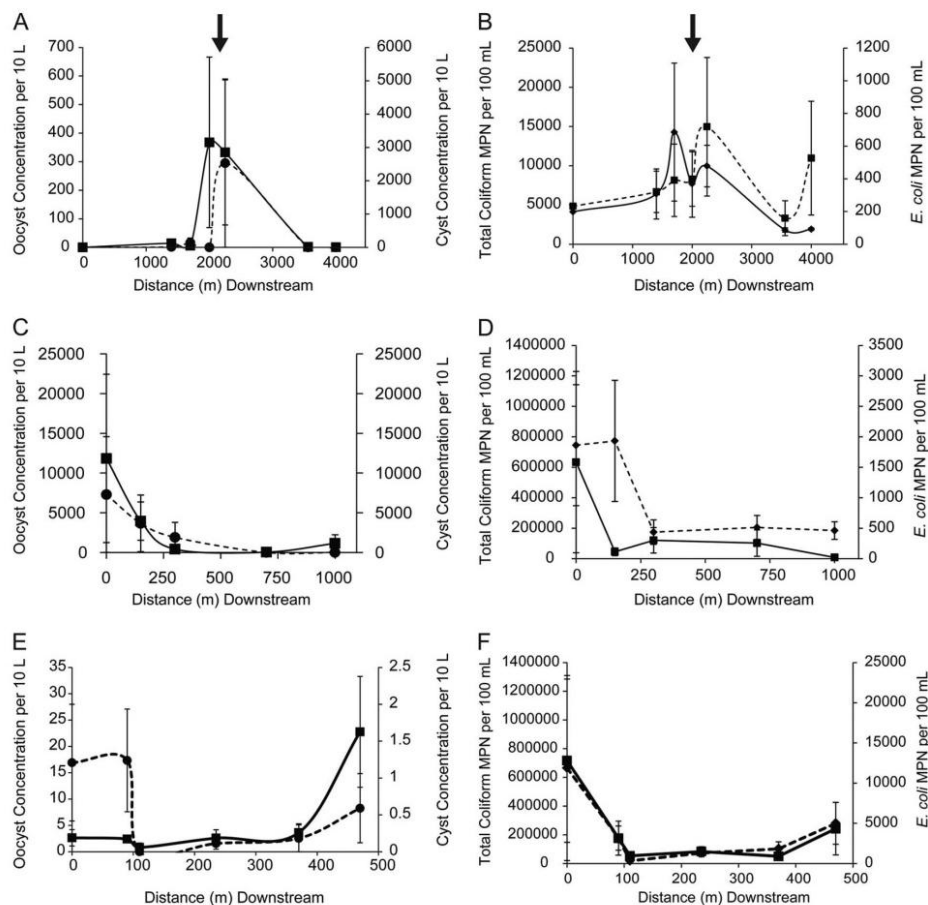 A
Oocyst Concentration per 10 L
700
600
500
400
300
200
100
0
6000
5000
4000
3000
2000
1000
0
Cyst Concentration per 10 L
0 1000 2000 3000 4000
Distance (m) Downstream
B
Total Coliform MPN per 100 mL
25000
20000
15000
10000
5000
0
1200
1000
800
600
400
200
0
E. coli MPN per 100 mL
0 1000 2000 3000 4000
Distance (m) Downstream
C
Oocyst Concentration per 10 L
25000
20000
15000
10000
5000
0
25000
20000
15000
10000
5000
0
Cyst Concentration per 10 L
0 250 500 750 1000
Distance (m) Downstream
D
Total Coliform MPN per 100 mL
1400000
1200000
1000000
800000
600000
400000
200000
0
3500
3000
2500
2000
1500
1000
500
0
E. coli MPN per 100 mL
0 250 500 750 1000
Distance (m) Downstream
E
Oocyst Concentration per 10 L
35
30
25
20
15
10
5
0
2.5
2
1.5
1
0.5
0
Cyst Concentration per 10 L
0 100 200 300 400 500
Distance (m) Downstream
F
Total Coliform MPN per 100 mL
1400000
1200000
1000000
800000
600000
400000
200000
0
25000
20000
15000
10000
5000
0
E. coli MPN per 100 mL
0 100 200 300 400 500
Distance (m) Downstream